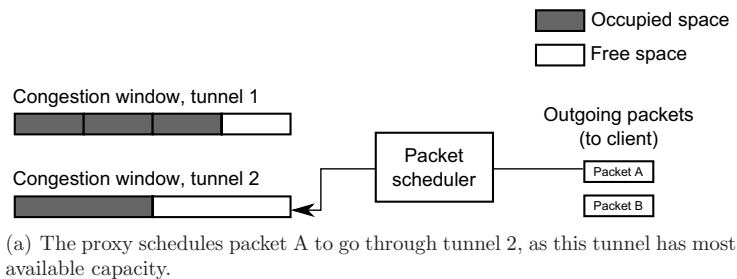 Occupied space
Free space
Congestion window, tunnel 1
Outgoing packets
(to client)
Packet
scheduler
Packet A
Congestion window, tunnel 2
Packet B
(a) The proxy schedules packet A to go through tunnel 2, as this tunnel has most
available capacity.